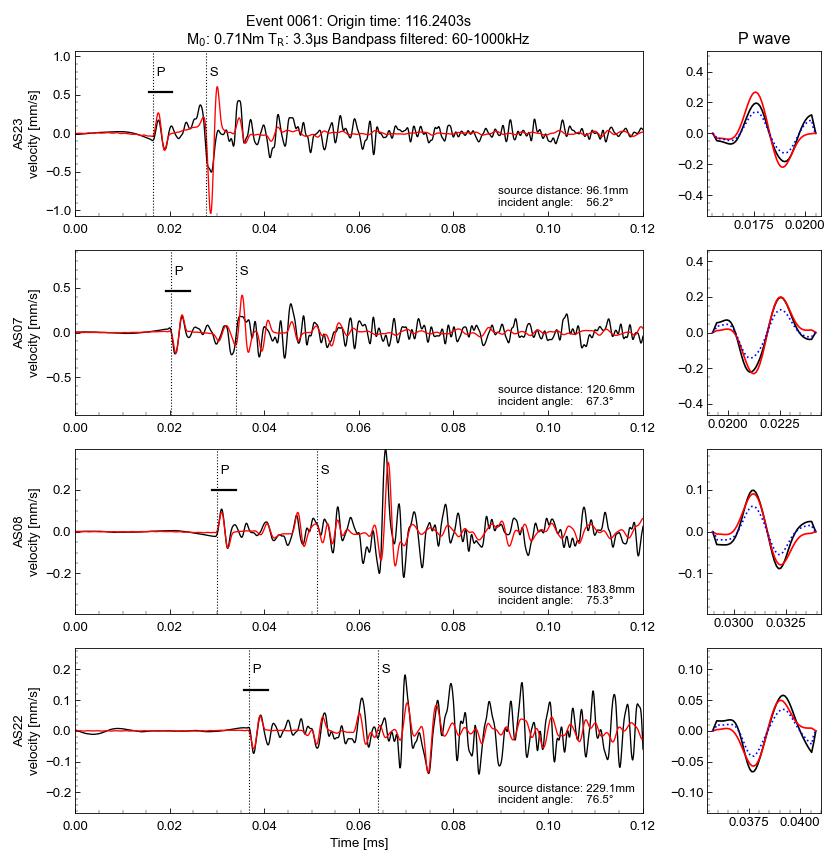 Event 0061: Origin time: 116.2403s
M0: 0.71Nm TR: 3.3μs Bandpass filtered: 60-1000kHz
P wave
AS23
velocity [mm/s]
1.0
0.5
0.0
−0.5
−1.0
P
S
source distance: 96.1mm
incident angle: 56.2°
0.00 0.02 0.04 0.06 0.08 0.10 0.12
0.4
0.2
0.0
−0.2
−0.4
0.0175 0.0200
AS07
velocity [mm/s]
0.5
0.0
−0.5
P
S
source distance: 120.6mm
incident angle: 67.3°
0.00 0.02 0.04 0.06 0.08 0.10 0.12
0.4
0.2
0.0
−0.2
−0.4
0.0200 0.0225
AS08
velocity [mm/s]
0.2
0.0
−0.2
P
S
source distance: 183.8mm
incident angle: 75.3°
0.00 0.02 0.04 0.06 0.08 0.10 0.12
0.1
0.0
−0.1
0.0300 0.0325
AS22
velocity [mm/s]
0.2
0.1
0.0
−0.1
−0.2
P
S
source distance: 229.1mm
incident angle: 76.5°
0.00 0.02 0.04 0.06 0.08 0.10 0.12
Time [ms]
0.10
0.05
0.00
−0.05
−0.10
0.0375 0.0400